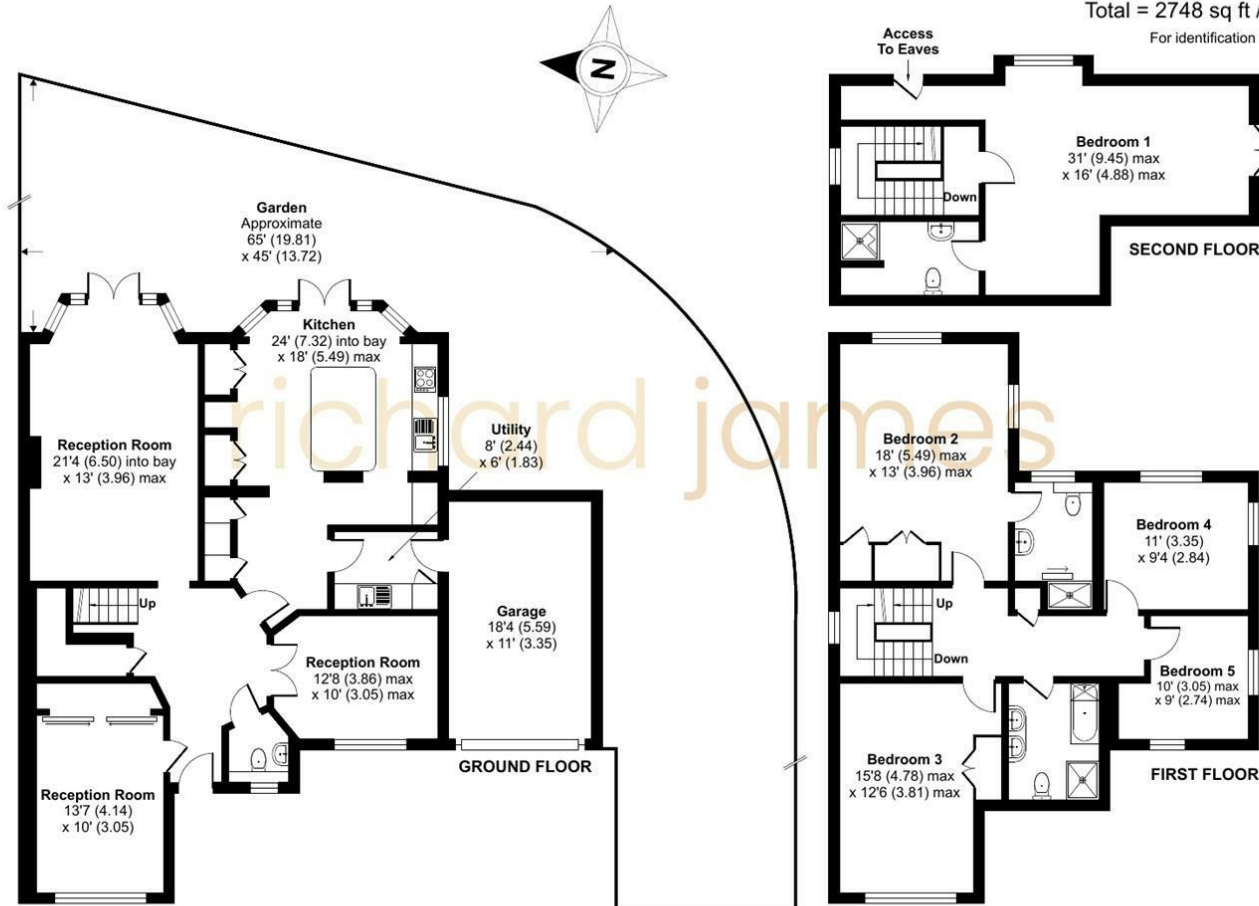 Total = 2748 sq ft /
For identification
Access
To Eaves
N
Bedroom 1
31' (9.45) max
x 16' (4.88) max
Down
SECOND FLOOR
Garden
Approximate
65' (19.81)
x 45' (13.72)
Kitchen
24' (7.32) into bay
x 18' (5.49) max
richard james
Utility
8' (2.44)
x 6' (1.83)
Reception Room
21'4 (6.50) into bay
x 13' (3.96) max
Up
Garage
18'4 (5.59)
x 11' (3.35)
Reception Room
12'8 (3.86) max
x 10' (3.05) max
GROUND FLOOR
Reception Room
13'7 (4.14)
x 10' (3.05)
Bedroom 2
18' (5.49) max
x 13' (3.96) max
Bedroom 4
11' (3.35)
x 9'4 (2.84)
Up
Down
Bedroom 5
10' (3.05) max
x 9' (2.74) max
Bedroom 3
15'8 (4.78) max
x 12'6 (3.81) max
FIRST FLOOR